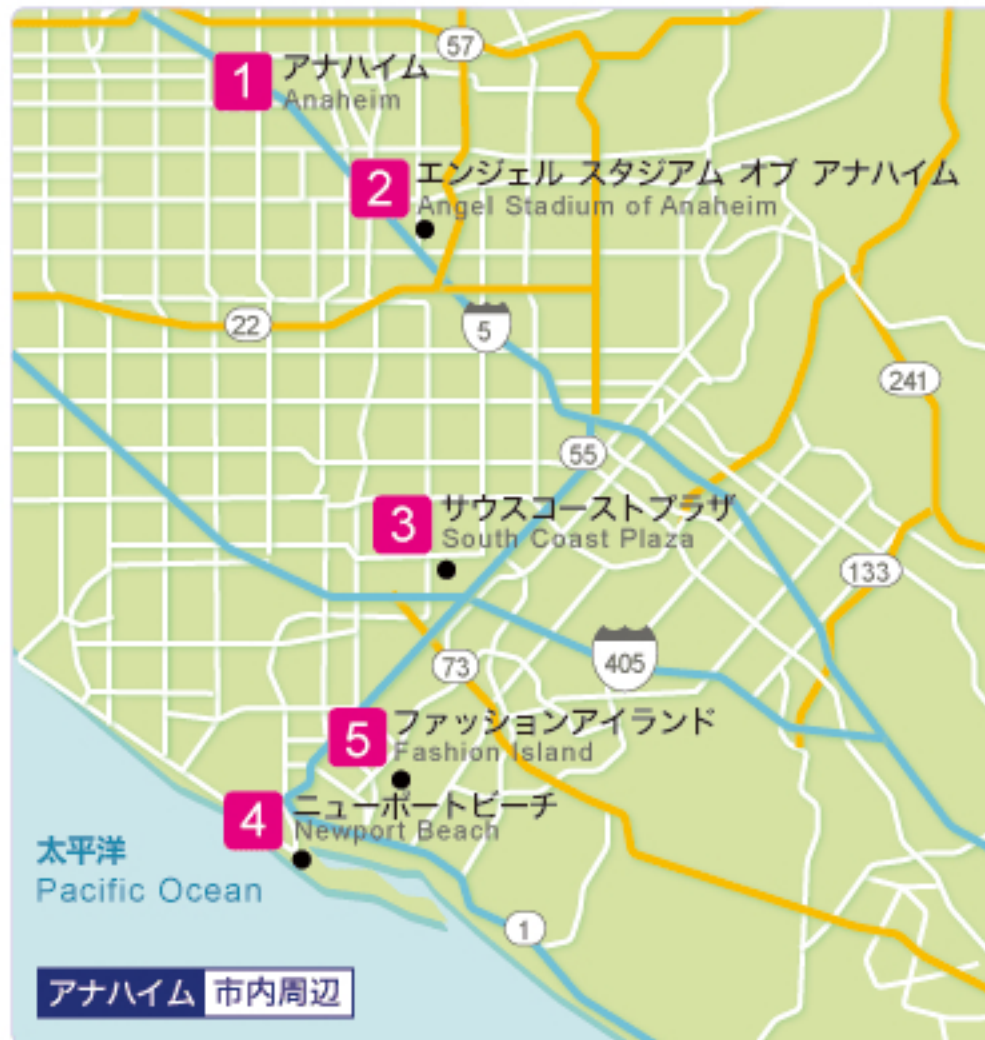 57
1
アナハイム
Anaheim
2
エンジェル スタジアム オブ アナハイム
Angel Stadium of Anaheim
22
5
241
55
3
サウスコーストプラザ
South Coast Plaza
133
405
73
5
ファッションアイランド
Fashion Island
4
ニューポートビーチ
Newport Beach
太平洋
Pacific Ocean
1
アナハイム 市内周辺